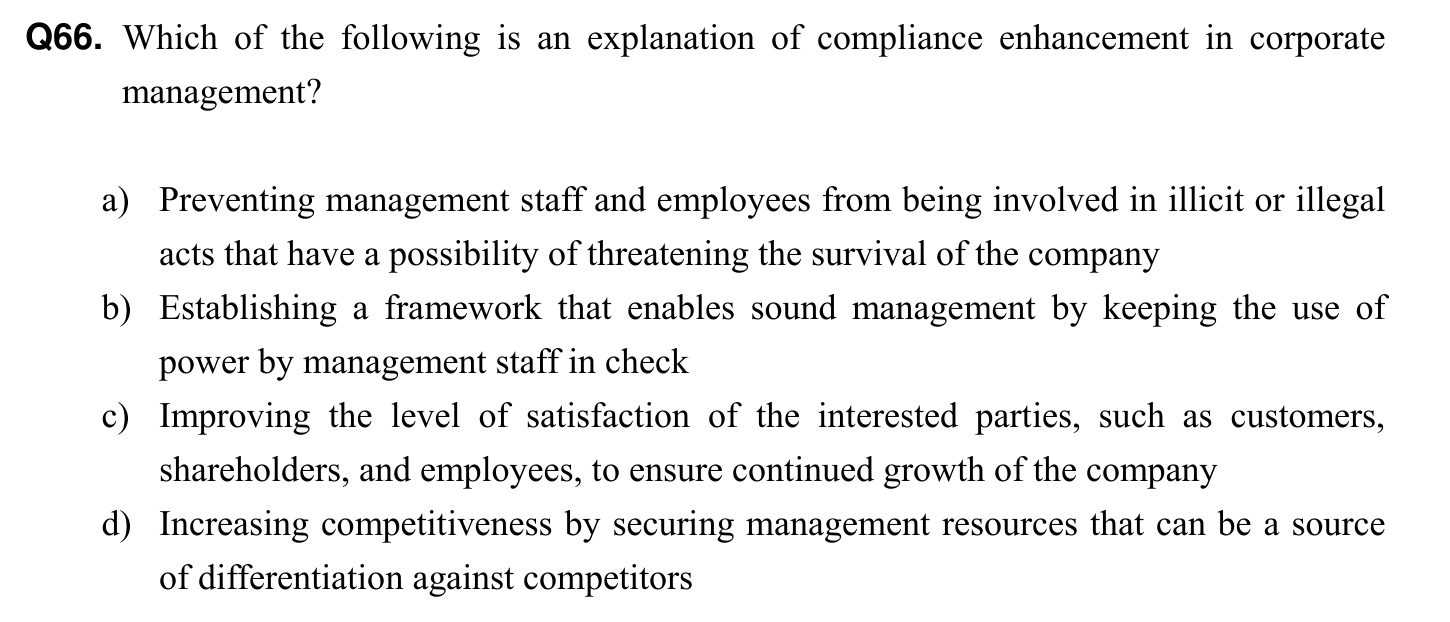 Q66. Which of the following is an explanation of compliance enhancement in corporate
management?
a) Preventing management staff and employees from being involved in illicit or illegal
acts that have a possibility of threatening the survival of the company
b) Establishing a framework that enables sound management by keeping the use of
power by management staff in check
c) Improving the level of satisfaction of the interested parties, such as customers,
shareholders, and employees, to ensure continued growth of the company
d) Increasing competitiveness by securing management resources that can be a source
of differentiation against competitors